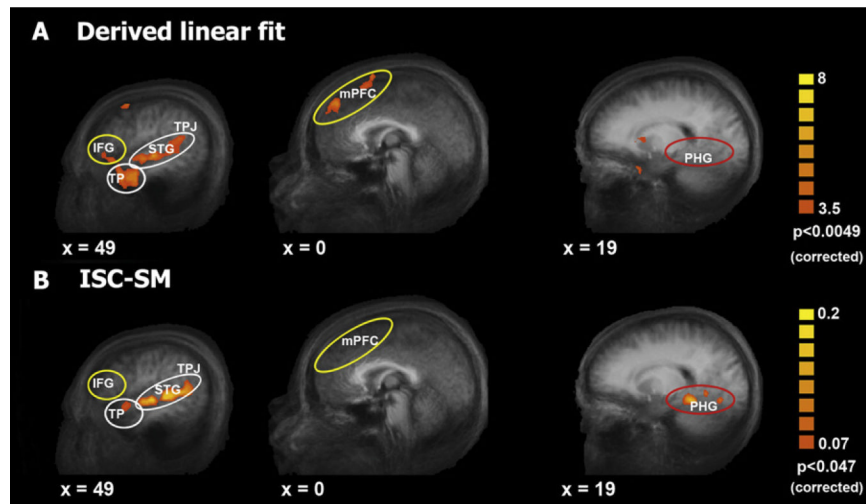 A Derived linear fit
IFG
TPJ
STG
TP
x = 49
mPFC
x = 0
PHG
x = 19
8
3.5
p<0.0049
(corrected)
B ISC-SM
IFG
TPJ
STG
TP
x = 49
mPFC
x = 0
PHG
x = 19
0.2
0.07
p<0.047
(corrected)